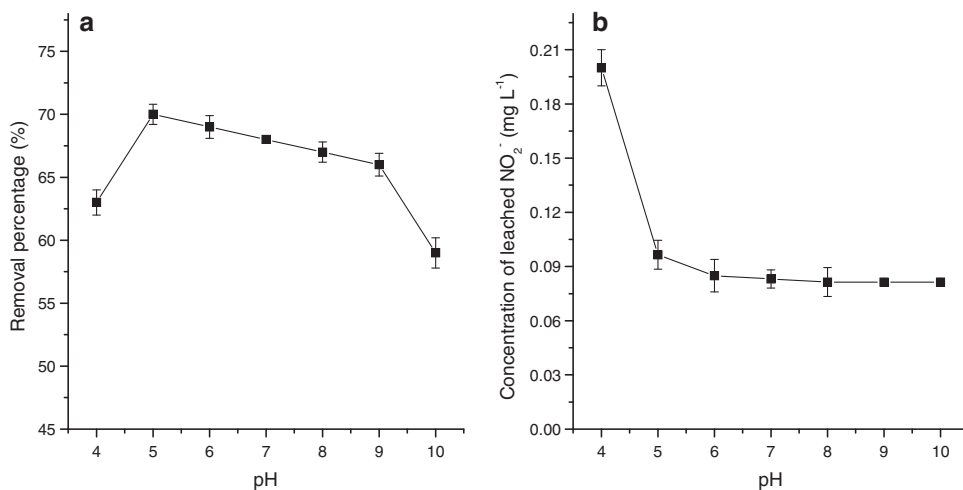 a
Removal percentage (%)
75
70
65
60
55
50
45
4 5 6 7 8 9 10
pH
b
Concentration of leached NO₂⁻ (mg L⁻¹)
0.21
0.18
0.15
0.12
0.09
0.06
0.03
0.00
4 5 6 7 8 9 10
pH